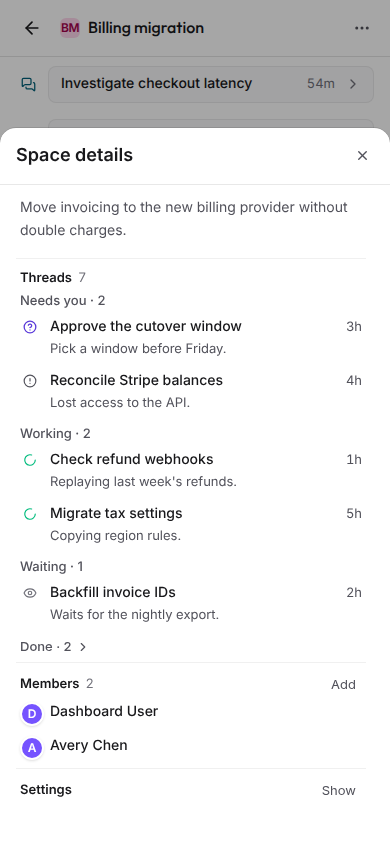 BM Billing migration
Investigate checkout latency 54m
Space details
Move invoicing to the new billing provider without
double charges.
Threads 7
Needs you · 2
Approve the cutover window 3h
Pick a window before Friday.
Reconcile Stripe balances 4h
Lost access to the API.
Working · 2
Check refund webhooks 1h
Replaying last week's refunds.
Migrate tax settings 5h
Copying region rules.
Waiting · 1
Backfill invoice IDs 2h
Waits for the nightly export.
Done · 2
Members 2 Add
D Dashboard User
A Avery Chen
Settings Show